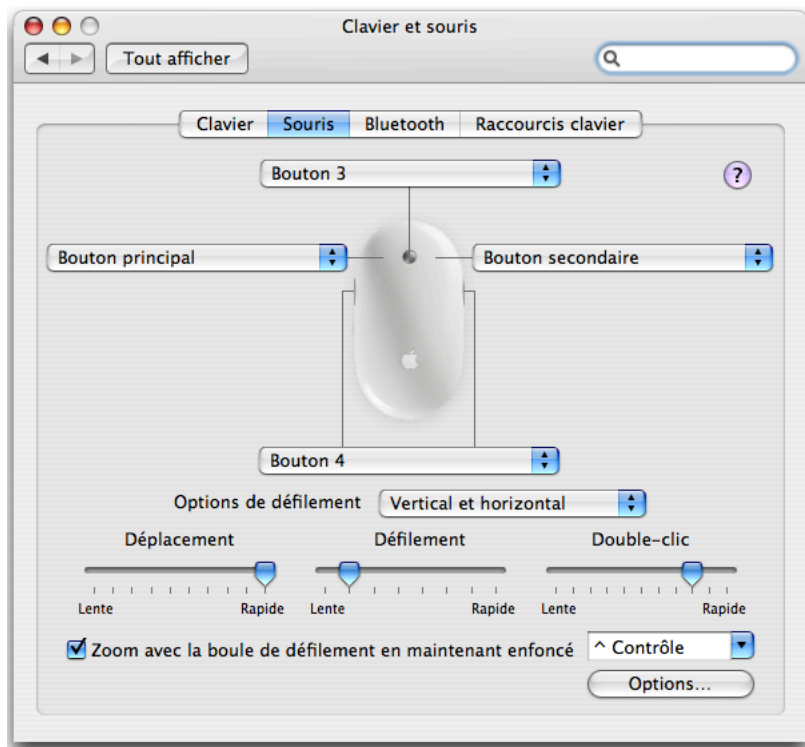 Clavier et souris
Tout afficher
Clavier Souris Bluetooth Raccourcis clavier
Bouton 3
?
Bouton principal
Bouton secondaire
Bouton 4
Options de défilement Vertical et horizontal
Déplacement Défilement Double-clic
Lente Rapide Lente Lente Rapide
Zoom avec la boule de défilement en maintenant enfoncé ^ Contrôle
Options...